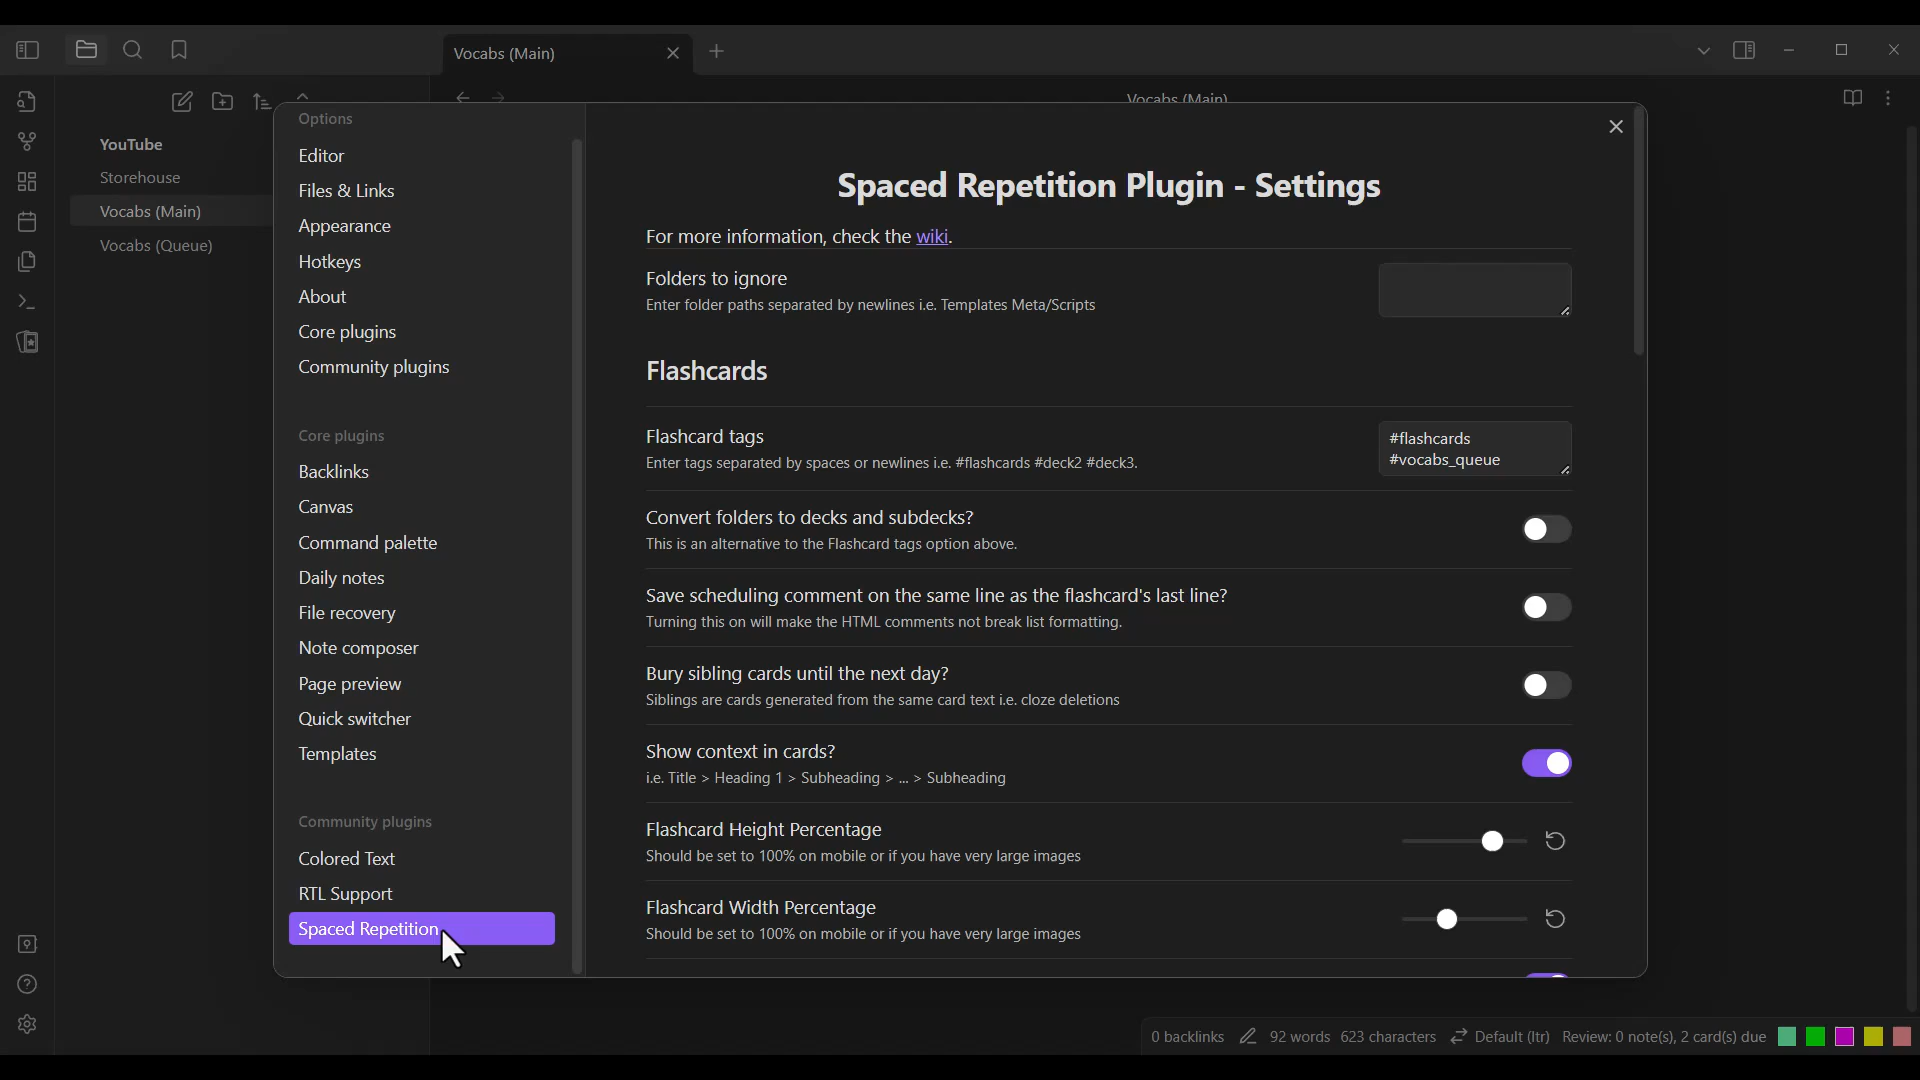 Vocabs (Main)
Vocabs (Main)
YouTube
Storehouse
Vocabs (Main)
Vocabs (Queue)
Options
Editor
Files & Links
Appearance
Hotkeys
About
Core plugins
Community plugins
Core plugins
Backlinks
Canvas
Command palette
Daily notes
File recovery
Note composer
Page preview
Quick switcher
Templates
Community plugins
Colored Text
RTL Support
Spaced Repetition
Spaced Repetition Plugin - Settings
For more information, check the wiki.
Folders to ignore
Enter folder paths separated by newlines i.e. Templates Meta/Scripts
Flashcards
Flashcard tags
Enter tags separated by spaces or newlines i.e. #flashcards #deck2 #deck3.
#flashcards
#vocabs_queue
Convert folders to decks and subdecks?
This is an alternative to the Flashcard tags option above.
Save scheduling comment on the same line as the flashcard's last line?
Turning this on will make the HTML comments not break list formatting.
Bury sibling cards until the next day?
Siblings are cards generated from the same card text i.e. cloze deletions
Show context in cards?
i.e. Title > Heading 1 > Subheading > ... > Subheading
Flashcard Height Percentage
Should be set to 100% on mobile or if you have very large images
Flashcard Width Percentage
Should be set to 100% on mobile or if you have very large images
0 backlinks 92 words 623 characters Default (ltr) Review: 0 note(s), 2 card(s) due